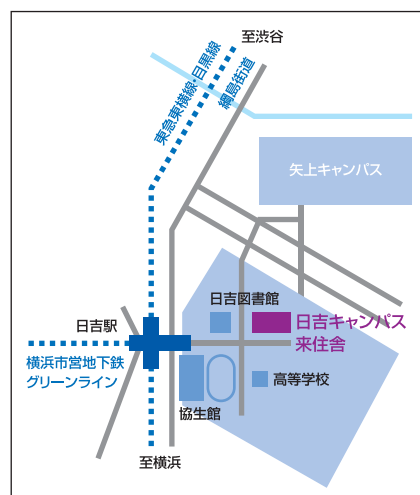 至渋谷
東急東横線・目黒線
綱島街道
矢上キャンパス
日吉図書館
日吉駅
日吉キャンパス
来住舎
横浜市営地下鉄
グリーンライン
高等学校
協生館
至横浜